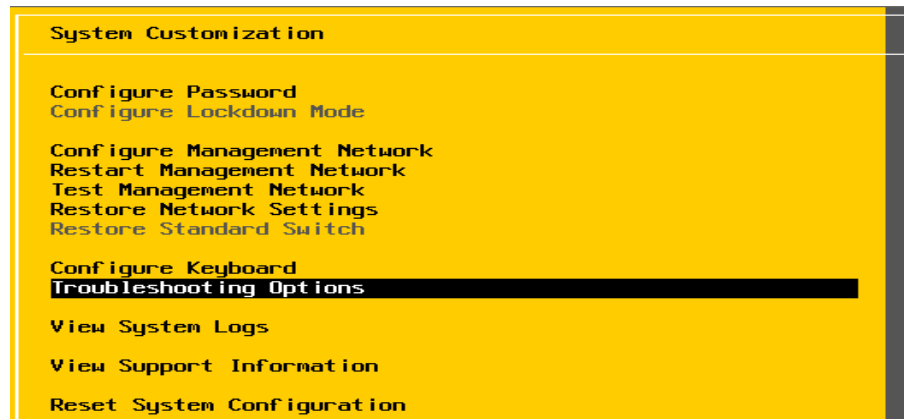 System Customization
Configure Password
Configure Lockdown Mode
Configure Management Network
Restart Management Network
Test Management Network
Restore Network Settings
Restore Standard Switch
Configure Keyboard
Troubleshooting Options
View System Logs
View Support Information
Reset System Configuration